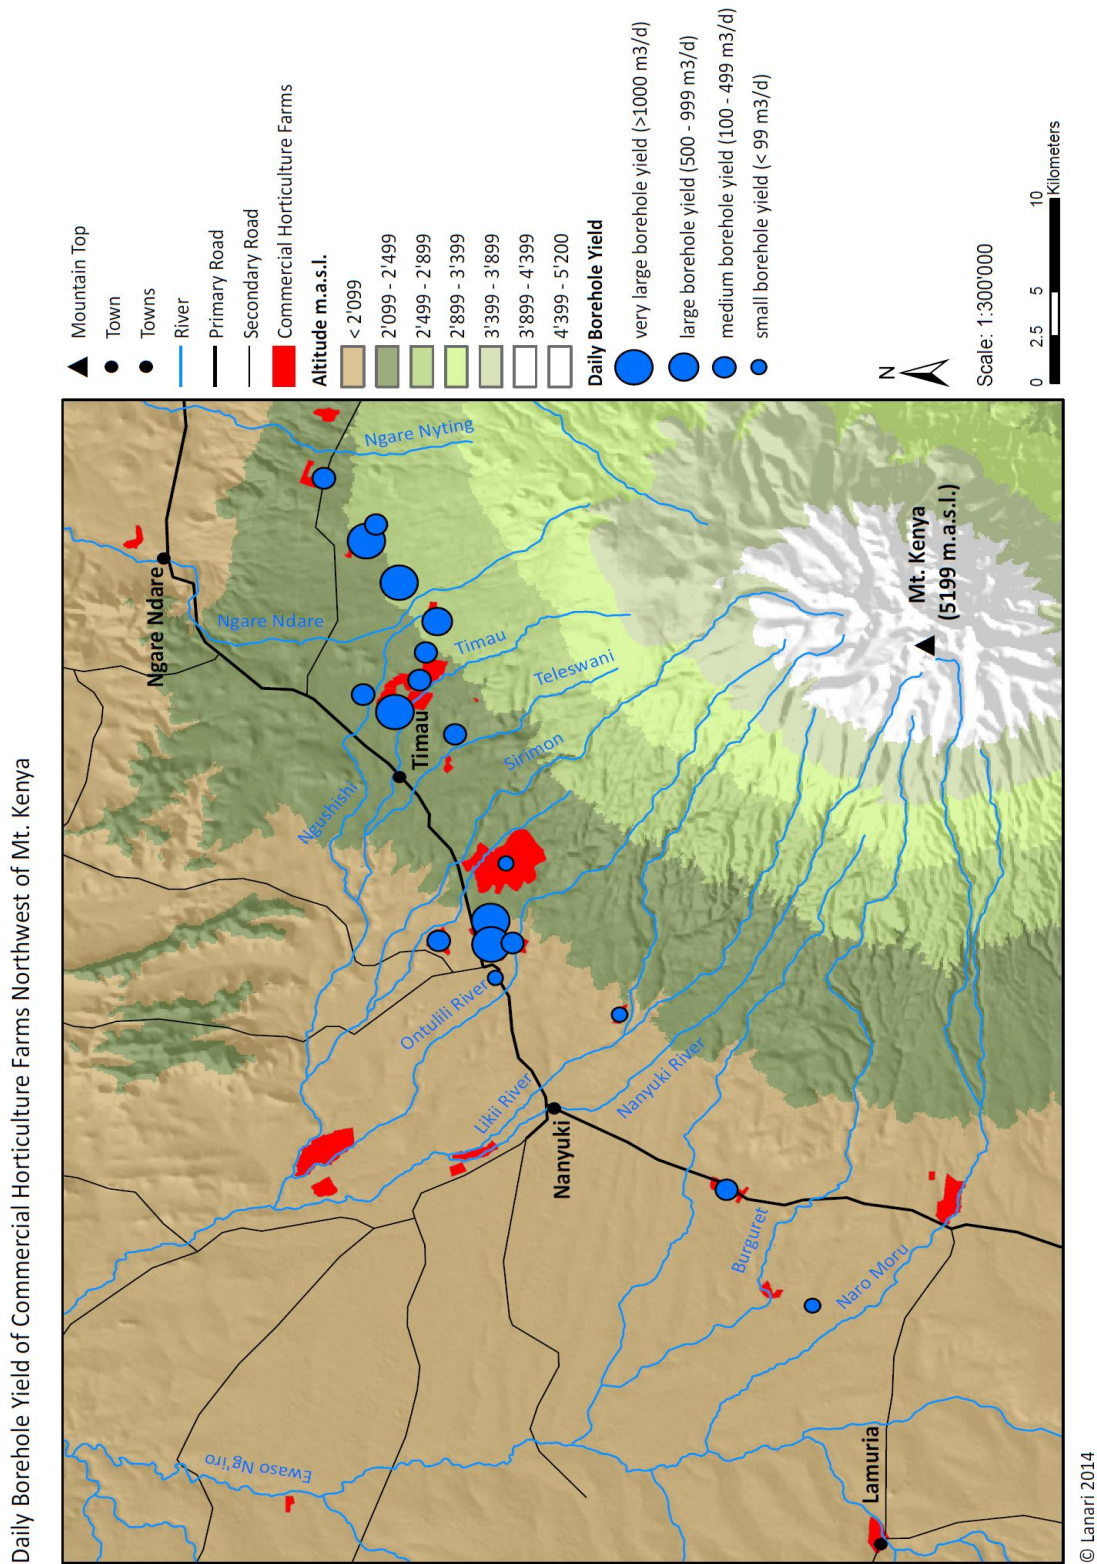 Daily Borehole Yield of Commercial Horticulture Farms Northwest of Mt. Kenya
Ewaso Ng'iro
Lamuria
Naro Moru
Burguret
Nanyuki
Likii River
Nanyuki River
Ontulili River
Ngushishi
Timau
Sirimon
Teleswani
Timau
Ngare Ndare
Ngare Ndare
Ngare Nyting
Mt. Kenya
(5199 m.a.s.l.)
Mountain Top
Town
Towns
River
Primary Road
Secondary Road
Commercial Horticulture Farms
Altitude m.a.s.l.
< 2'099
2'099 - 2'499
2'499 - 2'899
2'899 - 3'399
3'399 - 3'899
3'899 - 4'399
4'399 - 5'200
Daily Borehole Yield
very large borehole yield (>1000 m3/d)
large borehole yield (500 - 999 m3/d)
medium borehole yield (100 - 499 m3/d)
small borehole yield (< 99 m3/d)
N
Scale: 1:300'000
0 2.5 5 10
Kilometers
© Lanari 2014